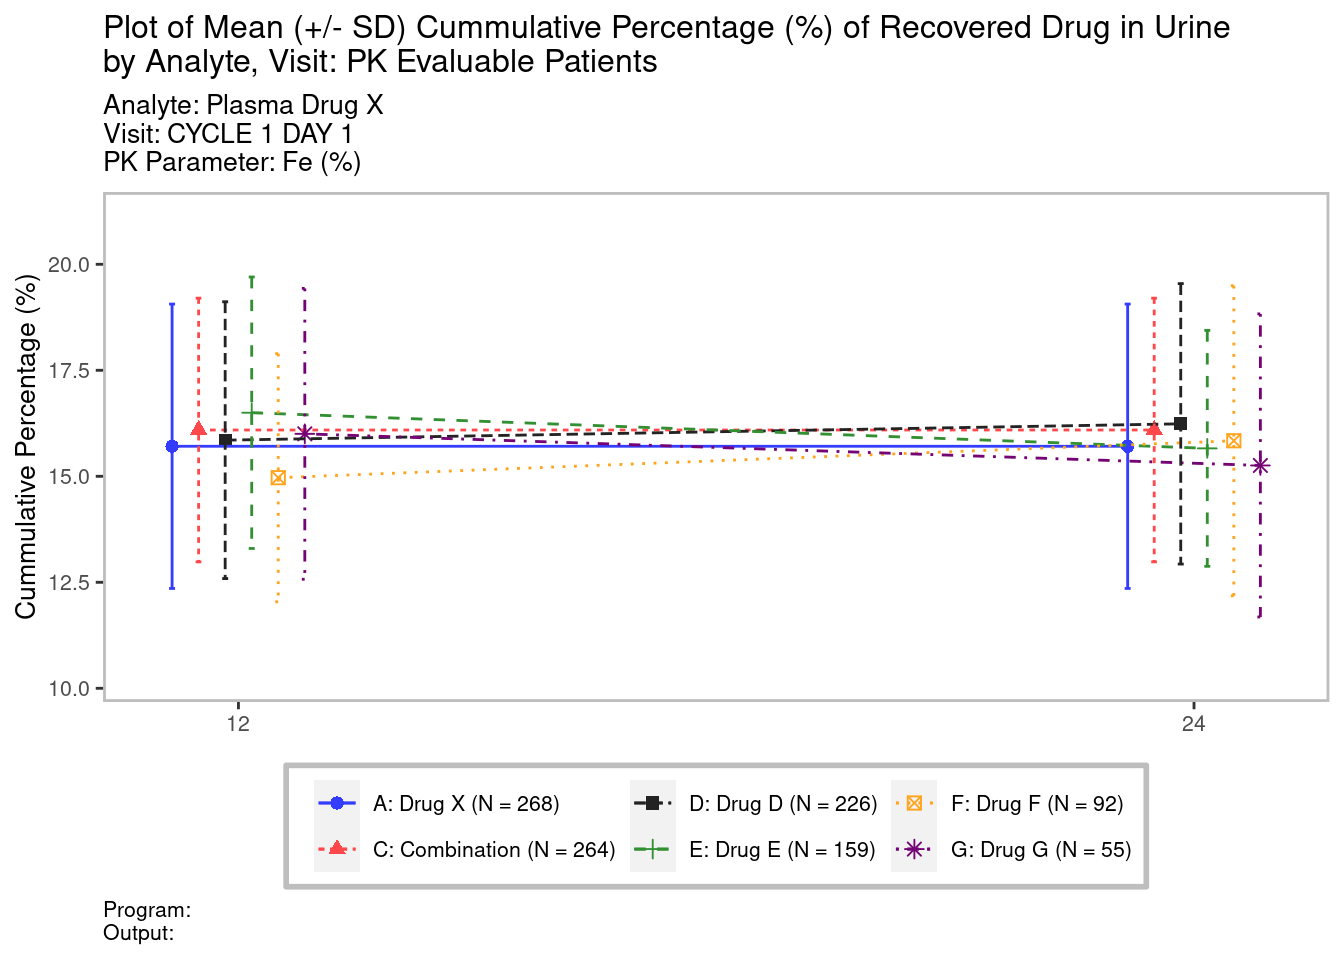 Plot of Mean (+/- SD) Cummulative Percentage (%) of Recovered Drug in Urine
by Analyte, Visit: PK Evaluable Patients
Analyte: Plasma Drug X
Visit: CYCLE 1 DAY 1
PK Parameter: Fe (%)
Cummulative Percentage (%)
20.0
17.5
15.0
12.5
10.0
12
24
A: Drug X (N = 268)
D: Drug D (N = 226)
F: Drug F (N = 92)
C: Combination (N = 264)
E: Drug E (N = 159)
G: Drug G (N = 55)
Program:
Output: